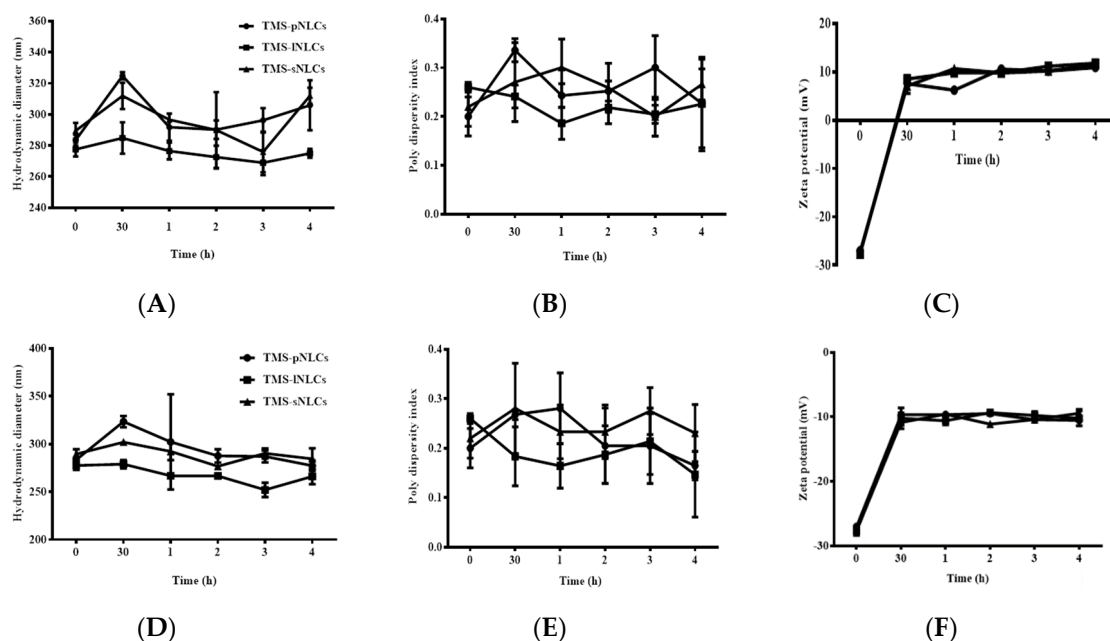 Hydrodynamic diameter (nm)
360
340
320
300
280
260
240
0 30 1 2 3 4
Time (h)
TMS-pNLCs
TMS-lNLCs
TMS-sNLCs
(A)
Poly dispersity index
0.4
0.3
0.2
0.1
0.0
0 30 1 2 3 4
Time (h)
(B)
Zeta potential (m V)
20
10
0
-10
-20
-30
0 30 1 2 3 4
Time (h)
(C)
Hydrodynamic diameter (nm)
400
350
300
250
200
0 30 1 2 3 4
Time (h)
TMS-pNLCs
TMS-lNLCs
TMS-sNLCs
(D)
Poly dispersity index
0.4
0.3
0.2
0.1
0.0
0 30 1 2 3 4
Time (h)
(E)
Zeta potential (mV)
0
-10
-20
-30
0 30 1 2 3 4
Time (h)
(F)